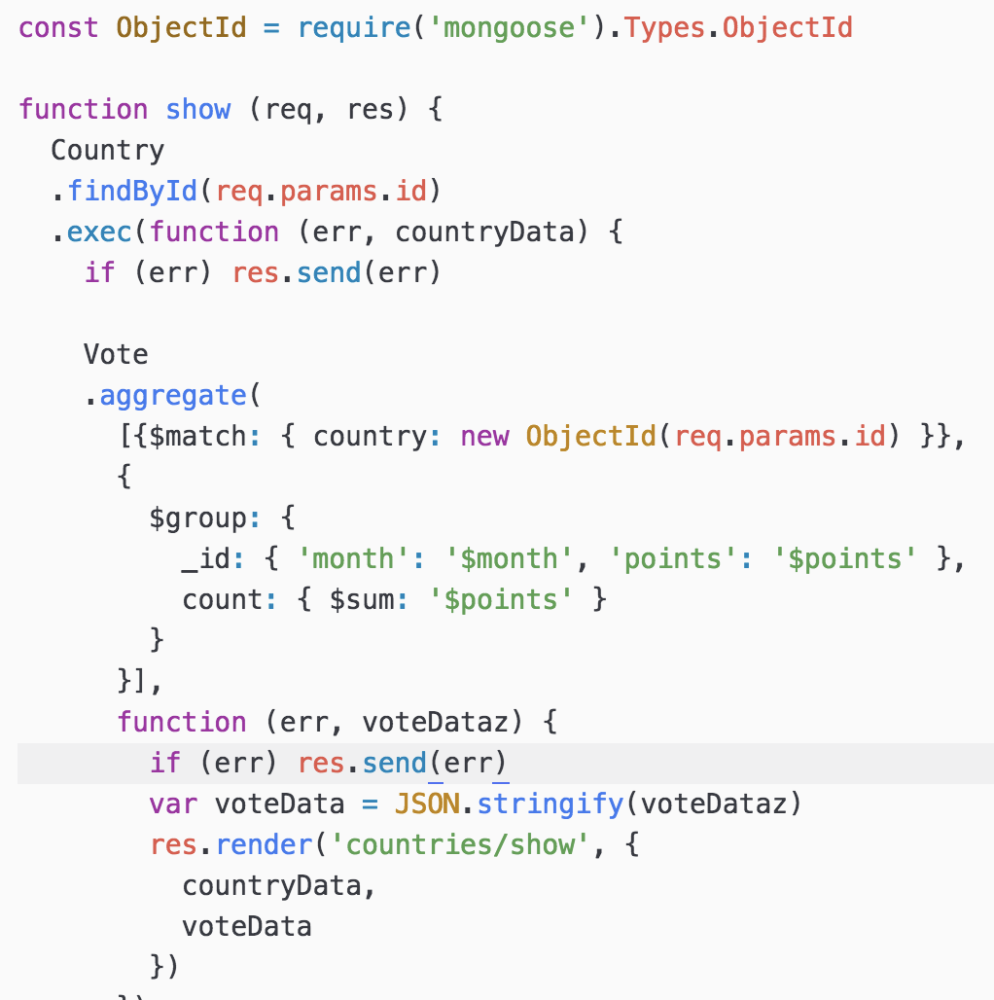 const ObjectId = require('mongoose').Types.ObjectId

function show (req, res) {
  Country
  .findById(req.params.id)
  .exec(function (err, countryData) {
    if (err) res.send(err)

    Vote
    .aggregate(
      [{$match: { country: new ObjectId(req.params.id) }},
      {
        $group: {
          _id: { 'month': '$month', 'points': '$points' },
          count: { $sum: '$points' }
        }
      }],
      function (err, voteDataz) {
        if (err) res.send(err)
        var voteData = JSON.stringify(voteDataz)
        res.render('countries/show', {
          countryData,
          voteData
        })